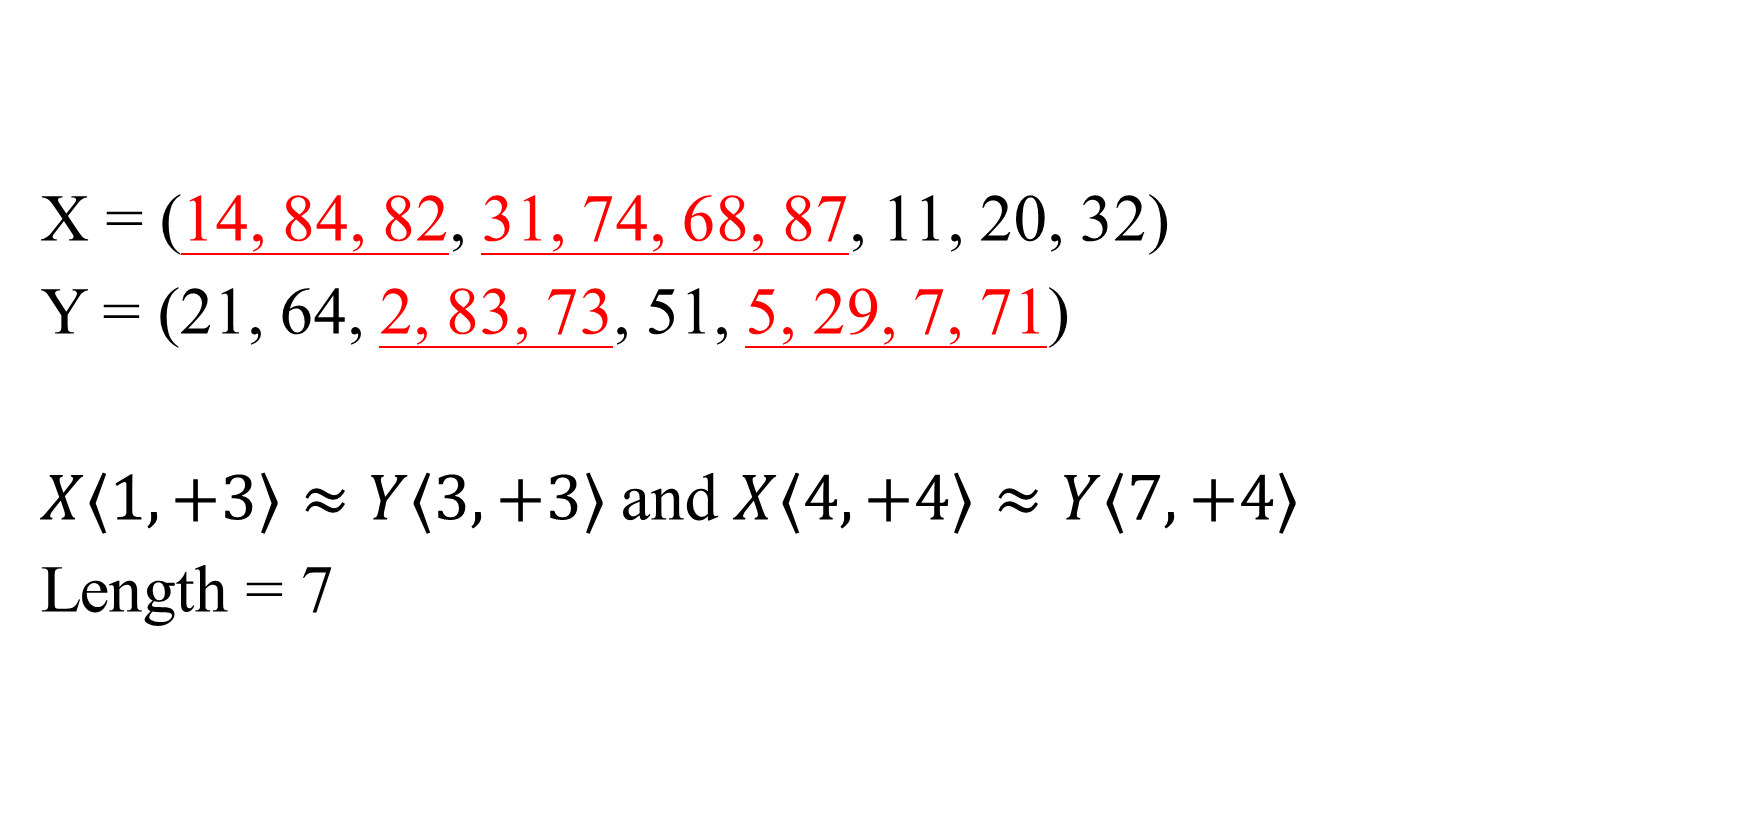 X = (14, 84, 82, 31, 74, 68, 87, 11, 20, 32)
Y = (21, 64, 2, 83, 73, 51, 5, 29, 7, 71)
X⟨1, +3⟩ ≈ Y⟨3, +3⟩ and X⟨4, +4⟩ ≈ Y⟨7, +4⟩
Length = 7